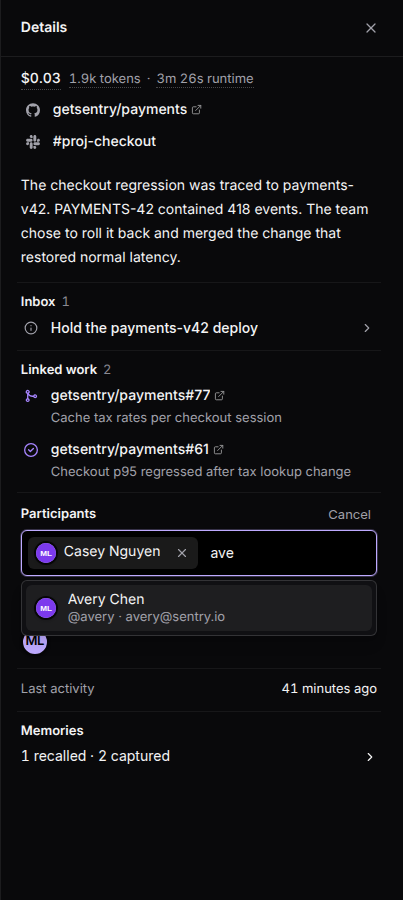 Details
$0.03 1.9k tokens · 3m 26s runtime
getsentry/payments
#proj-checkout
The checkout regression was traced to payments-
v42. PAYMENTS-42 contained 418 events. The team
chose to roll it back and merged the change that
restored normal latency.
Inbox 1
Hold the payments-v42 deploy
Linked work 2
getsentry/payments#77
Cache tax rates per checkout session
getsentry/payments#61
Checkout p95 regressed after tax lookup change
Participants Cancel
ML Casey Nguyen ave
ML Avery Chen
@avery · avery@sentry.io
ML
Last activity 41 minutes ago
Memories
1 recalled · 2 captured